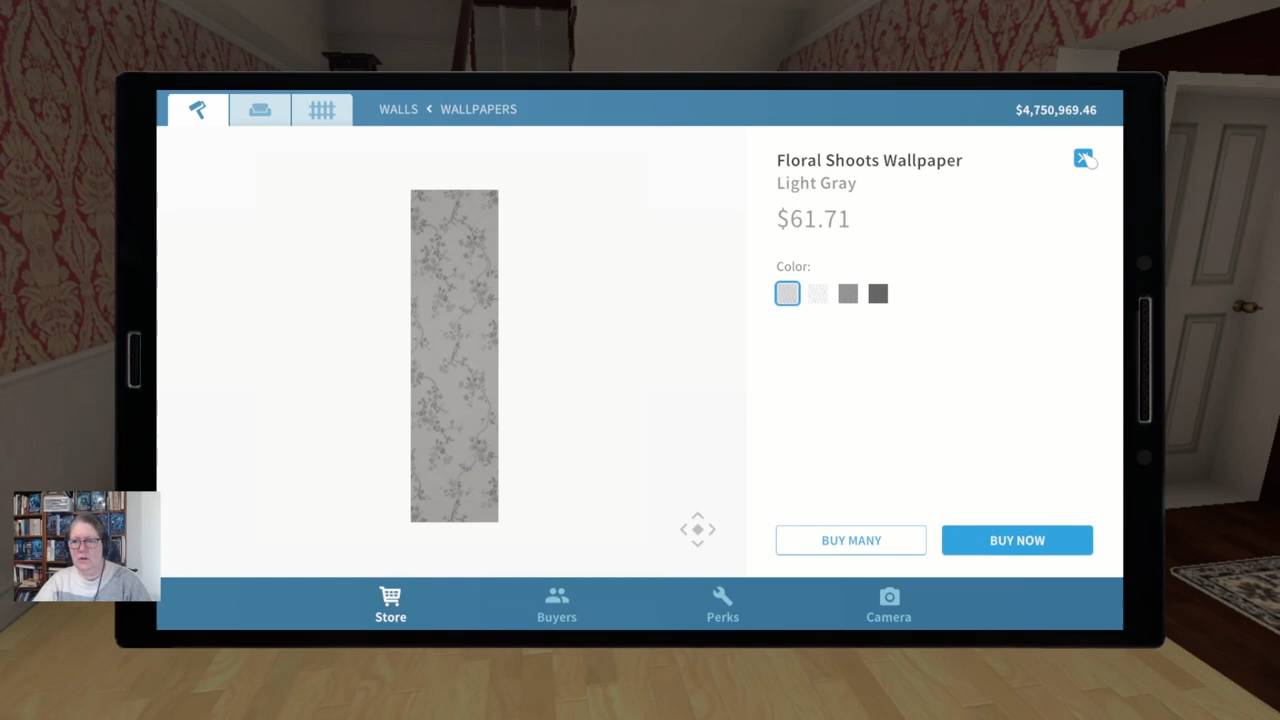 WALLS < WALLPAPERS
$4,750,969.46
Floral Shoots Wallpaper
Light Gray
$61.71
Color:
BUY MANY
BUY NOW
Store
Buyers
Perks
Camera